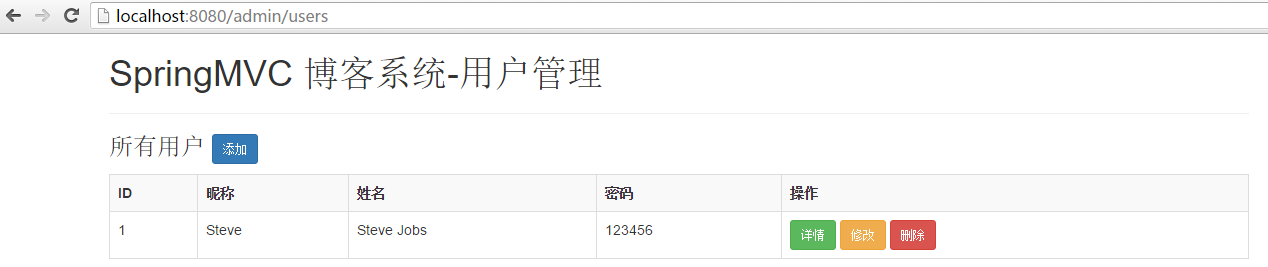 localhost:8080/admin/users
SpringMVC 博客系统-用户管理
所有用户 添加
ID 昵称 姓名 密码 操作
1 Steve Steve Jobs 123456 详情 修改 删除